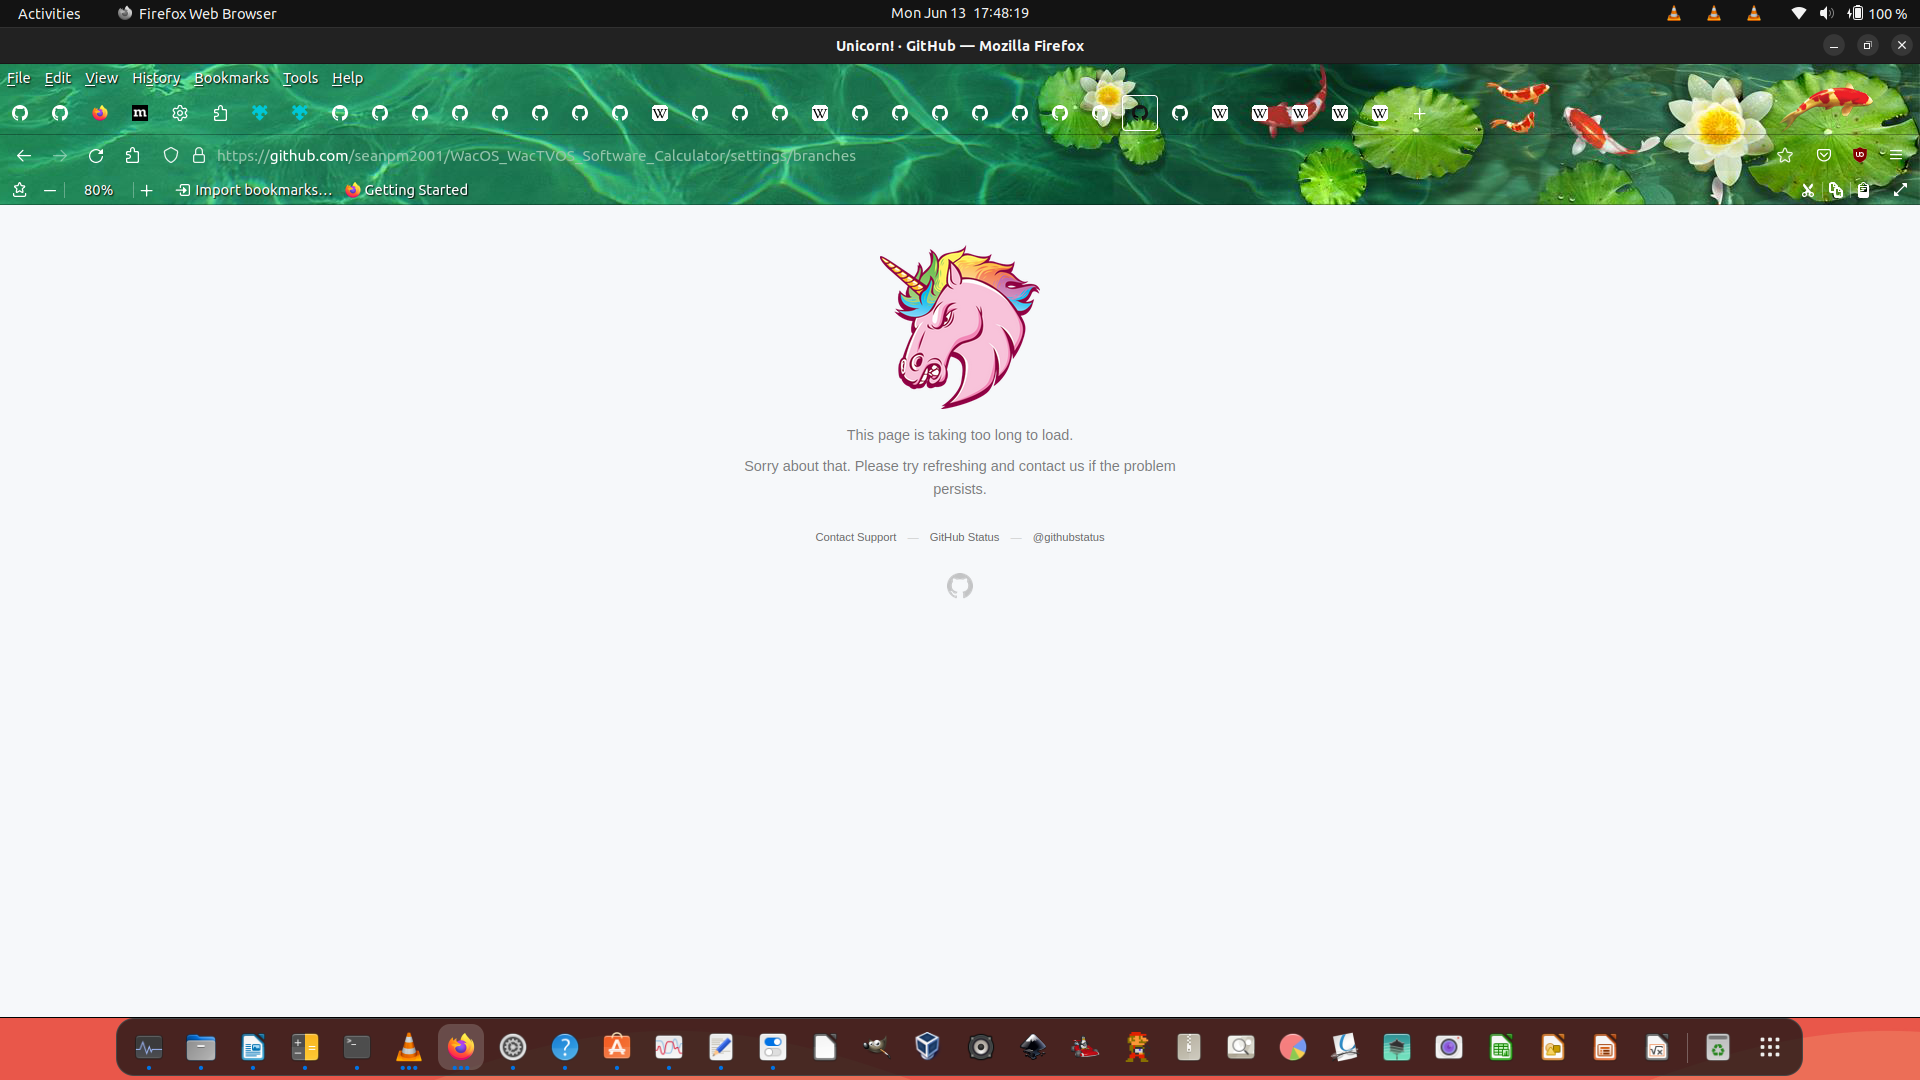 Activities
Firefox Web Browser
Mon Jun 13 17:48:19
100 %
Unicorn! · GitHub — Mozilla Firefox
File Edit View History Bookmarks Tools Help
https://github.com/seanpm2001/WacOS_WacTVOS_Software_Calculator/settings/branches
80%
Import bookmarks…
Getting Started
This page is taking too long to load.
Sorry about that. Please try refreshing and contact us if the problem
persists.
Contact Support — GitHub Status — @githubstatus